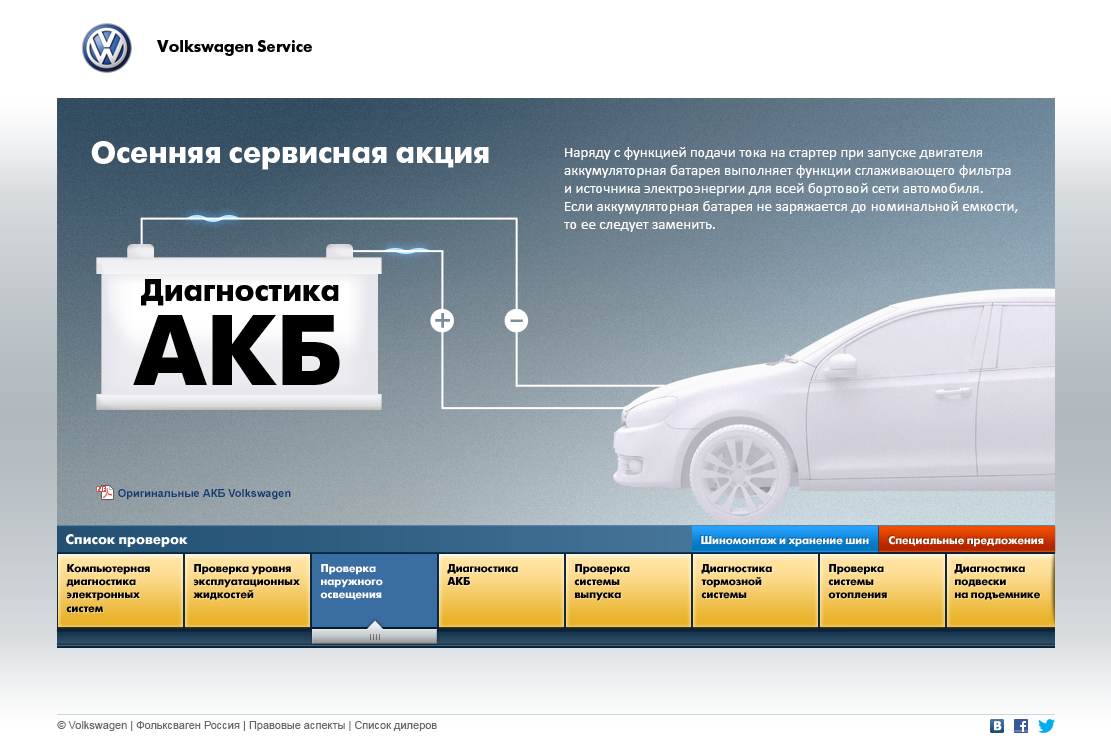 Volkswagen Service
Осенняя сервисная акция
Наряду с функцией подачи тока на стартер при запуске двигателя
аккумуляторная батарея выполняет функции сглаживающего фильтра
и источника электроэнергии для всей бортовой сети автомобиля.
Если аккумуляторная батарея не заряжается до номинальной емкости,
то ее следует заменить.
Диагностика
АКБ
+
−
Оригинальные АКБ Volkswagen
Список проверок
Шиномонтаж и хранение шин
Специальные предложения
Компьютерная
диагностика
электронных
систем
Проверка уровня
эксплуатационных
жидкостей
Проверка
наружного
освещения
Диагностика
АКБ
Проверка
системы
выпуска
Диагностика
тормозной
системы
Проверка
системы
отопления
Диагностика
подвески
на подъемнике
© Volkswagen | Фольксваген Россия | Правовые аспекты | Список дилеров